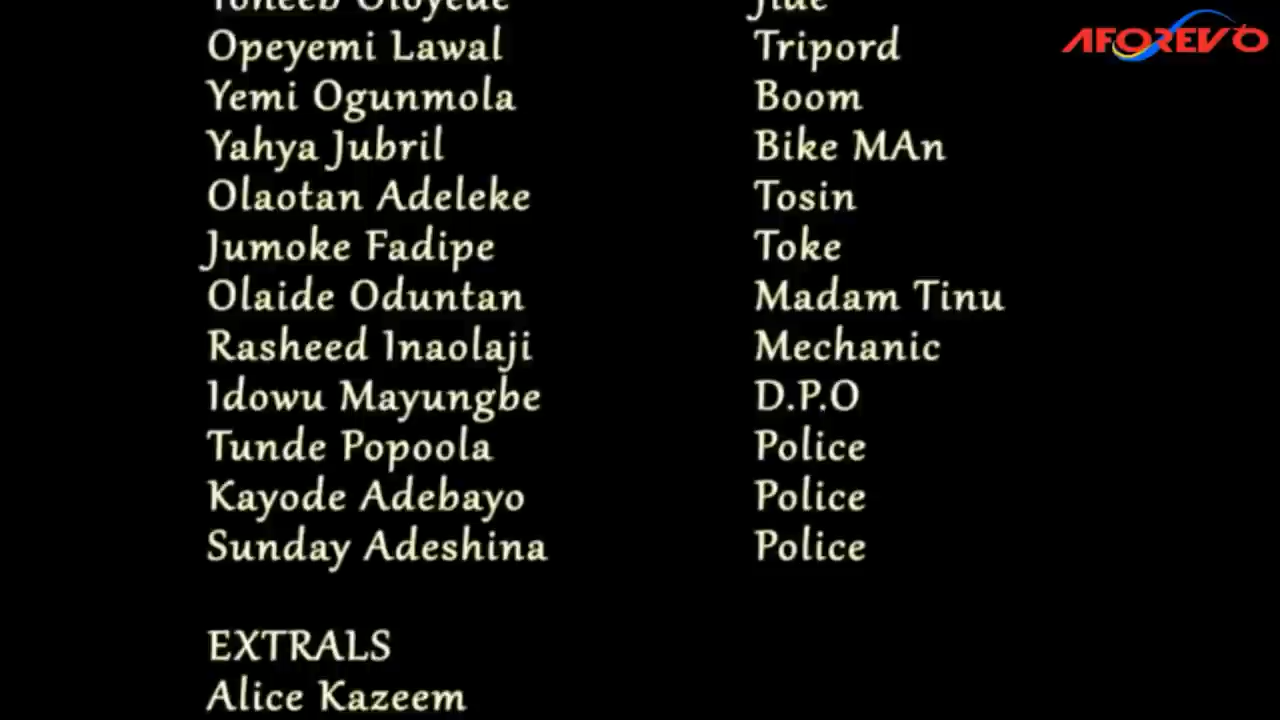 AFOREVO
Opeyemi Lawal Tripord
Yemi Ogunmola Boom
Yahya Jubril Bike MAn
Olaotan Adeleke Tosin
Jumoke Fadipe Toke
Olaide Oduntan Madam Tinu
Rasheed Inaolaji Mechanic
Idowu Mayungbe D.P.O
Tunde Popoola Police
Kayode Adebayo Police
Sunday Adeshina Police
EXTRALS
Alice Kazeem